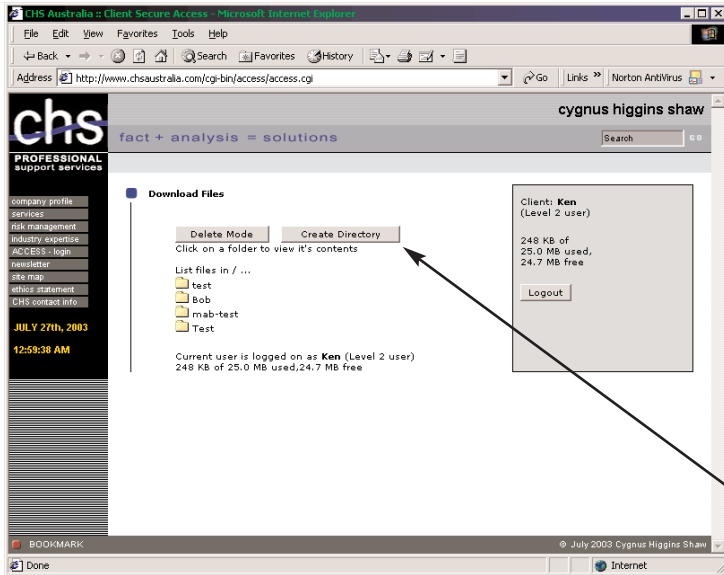 CHS Australia :: Client Secure Access - Microsoft Internet Explorer
File Edit View Favorites Tools Help
Back Search Favorites History
Address http://www.chsaustralia.com/cgi-bin/access/access.cgi Go Links » Norton AntiVirus
chs
PROFESSIONAL
support services
cygnus higgins shaw
fact + analysis = solutions
Search GO
company profile
services
risk management
industry expertise
ACCESS - login
newsletter
site map
ethics statement
CHS contact info
JULY 27th, 2003
12:59:38 AM
Download Files
Delete Mode Create Directory
Click on a folder to view it's contents
List files in / ...
test
Bob
mab-test
Test
Current user is logged on as Ken (Level 2 user)
248 KB of 25.0 MB used,24.7 MB free
Client: Ken
(Level 2 user)
248 KB of
25.0 MB used,
24.7 MB free
Logout
BOOKMARK
© July 2003 Cygnus Higgins Shaw
Done Internet